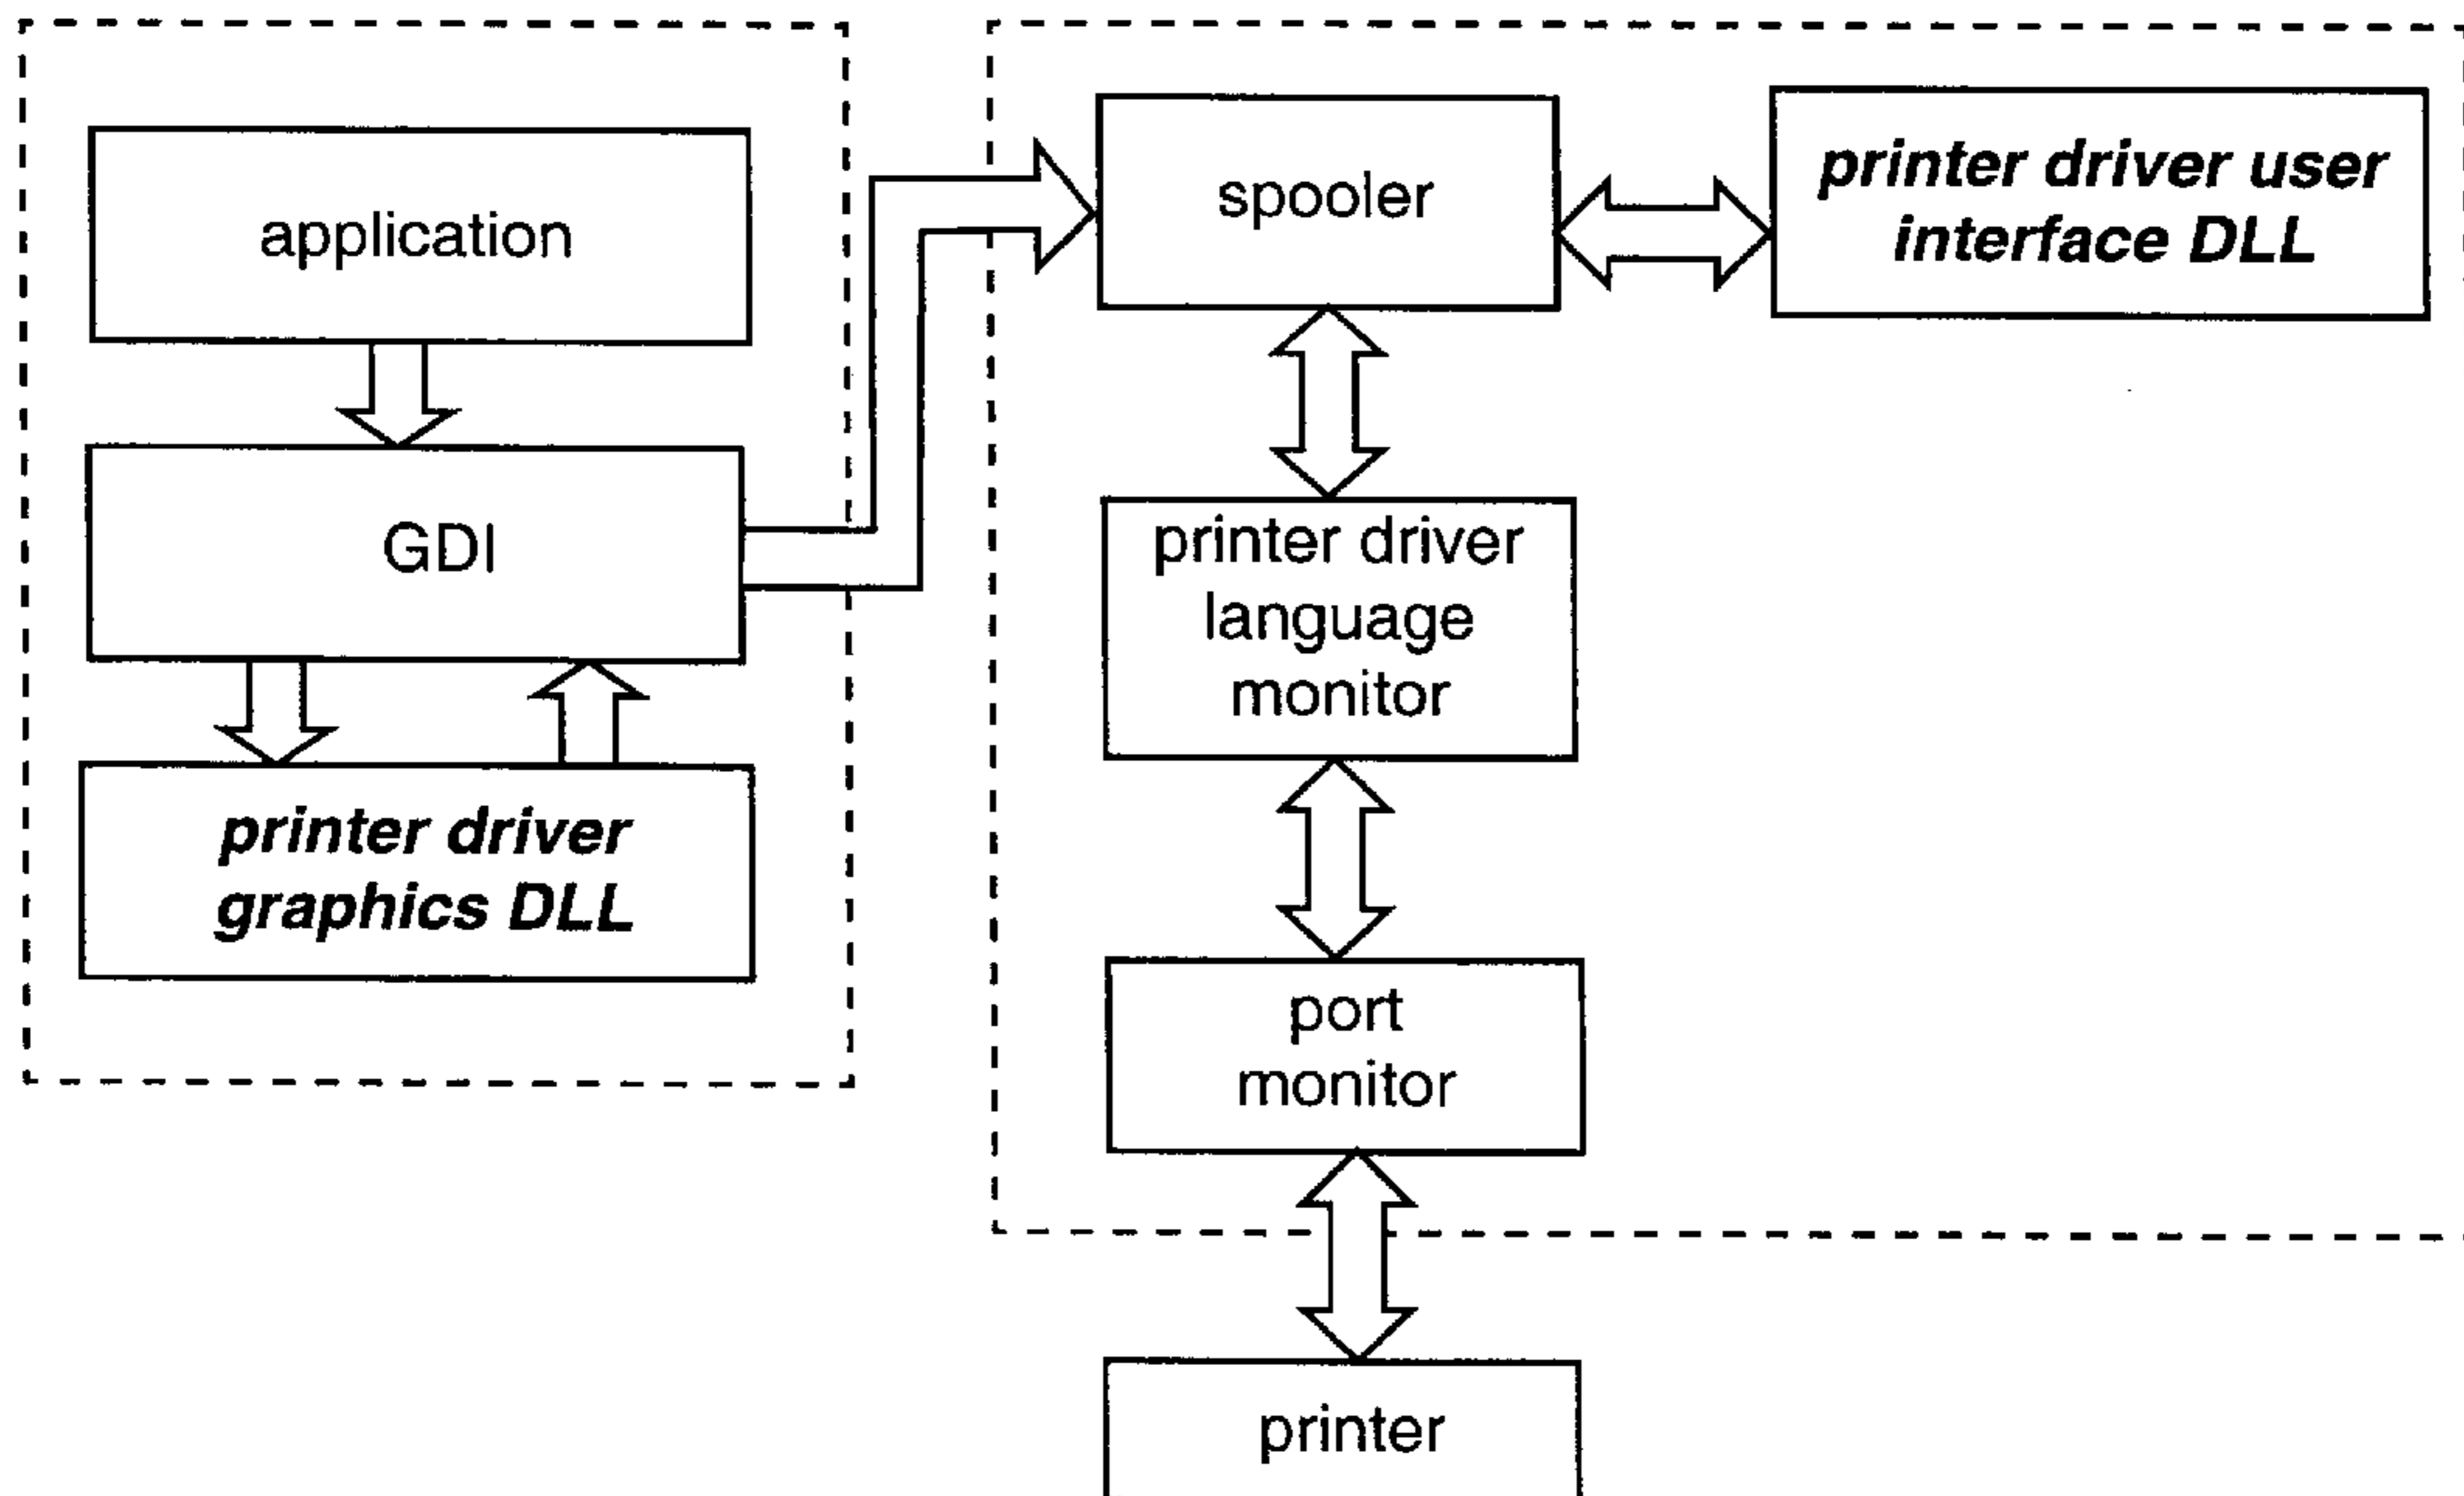 application
GDI
printer driver
graphics DLL
spooler
printer driver user
interface DLL
printer driver
language
monitor
port
monitor
printer